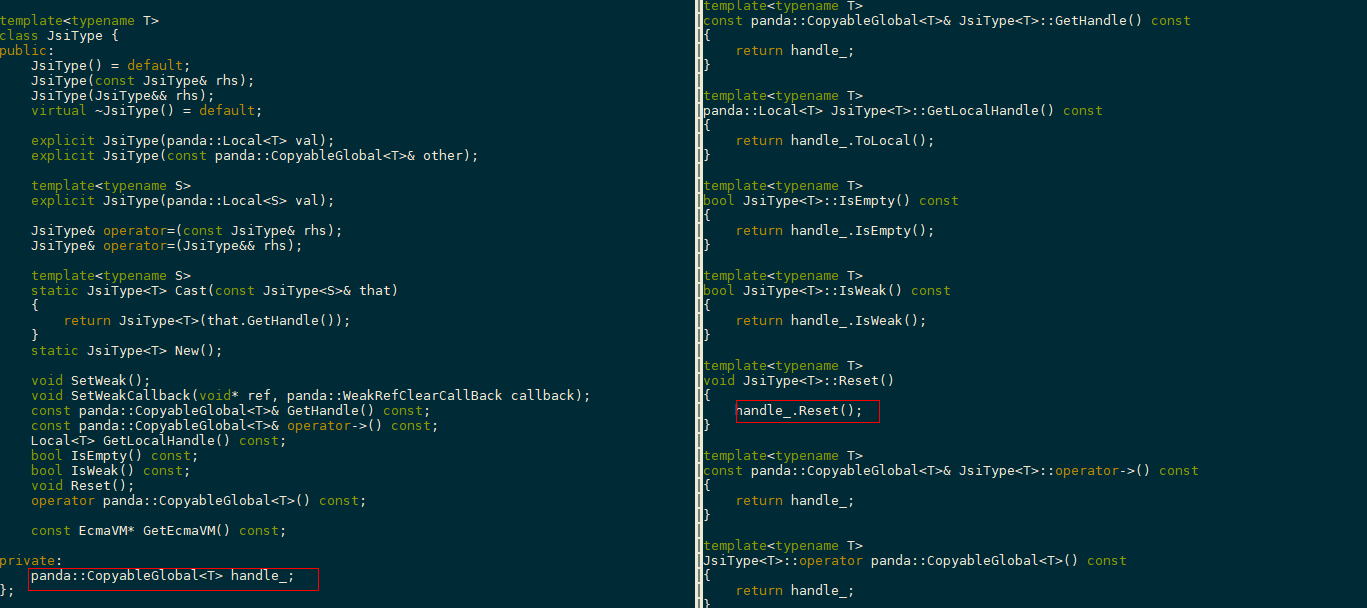 template<typename T>
class JsiType {
public:
    JsiType() = default;
    JsiType(const JsiType& rhs);
    JsiType(JsiType&& rhs);
    virtual ~JsiType() = default;

    explicit JsiType(panda::Local<T> val);
    explicit JsiType(const panda::CopyableGlobal<T>& other);

    template<typename S>
    explicit JsiType(panda::Local<S> val);

    JsiType& operator=(const JsiType& rhs);
    JsiType& operator=(JsiType&& rhs);

    template<typename S>
    static JsiType<T> Cast(const JsiType<S>& that)
    {
        return JsiType<T>(that.GetHandle());
    }
    static JsiType<T> New();

    void SetWeak();
    void SetWeakCallback(void* ref, panda::WeakRefClearCallBack callback);
    const panda::CopyableGlobal<T>& GetHandle() const;
    const panda::CopyableGlobal<T>& operator->() const;
    Local<T> GetLocalHandle() const;
    bool IsEmpty() const;
    bool IsWeak() const;
    void Reset();
    operator panda::CopyableGlobal<T>() const;

    const EcmaVM* GetEcmaVM() const;

private:
    panda::CopyableGlobal<T> handle_;
};
template<typename T>
const panda::CopyableGlobal<T>& JsiType<T>::GetHandle() const
{
    return handle_;
}

template<typename T>
panda::Local<T> JsiType<T>::GetLocalHandle() const
{
    return handle_.ToLocal();
}

template<typename T>
bool JsiType<T>::IsEmpty() const
{
    return handle_.IsEmpty();
}

template<typename T>
bool JsiType<T>::IsWeak() const
{
    return handle_.IsWeak();
}

template<typename T>
void JsiType<T>::Reset()
{
    handle_.Reset();
}

template<typename T>
const panda::CopyableGlobal<T>& JsiType<T>::operator->() const
{
    return handle_;
}

template<typename T>
JsiType<T>::operator panda::CopyableGlobal<T>() const
{
    return handle_;
}